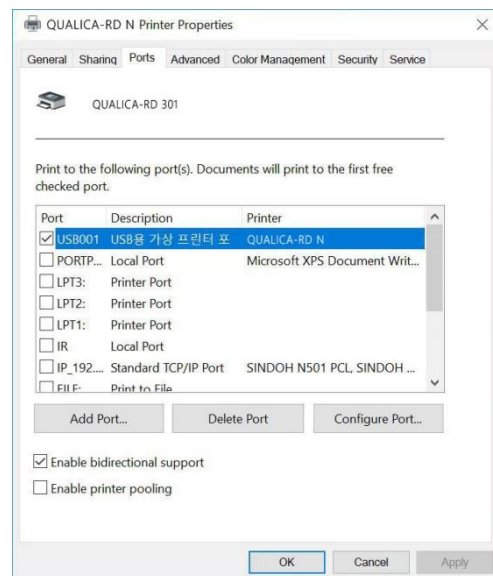 QUALICA-RD N Printer Properties
General Sharing Ports Advanced Color Management Security Service
QUALICA-RD 301
Print to the following port(s). Documents will print to the first free
checked port.
Port Description Printer
USB001 USB용 가상 프린터 포 QUALICA-RD N
PORTP... Local Port Microsoft XPS Document Writ...
LPT3: Printer Port
LPT2: Printer Port
LPT1: Printer Port
IR Local Port
IP_192.... Standard TCP/IP Port SINDOH N501 PCL, SINDOH ...
FILE: Print to File
Add Port... Delete Port Configure Port...
Enable bidirectional support
Enable printer pooling
OK Cancel Apply